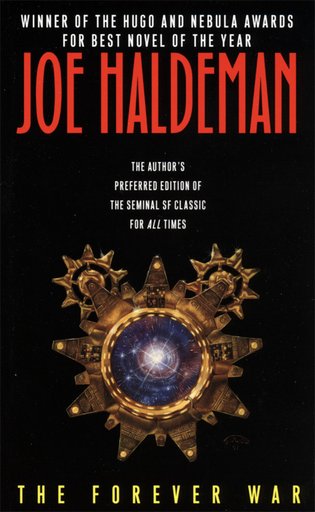 WINNER OF THE HUGO AND NEBULA AWARDS
FOR BEST NOVEL OF THE YEAR
JOE HALDEMAN
THE AUTHOR'S
PREFERRED EDITION OF
THE SEMINAL SF CLASSIC
FOR ALL TIMES
THE FOREVER WAR